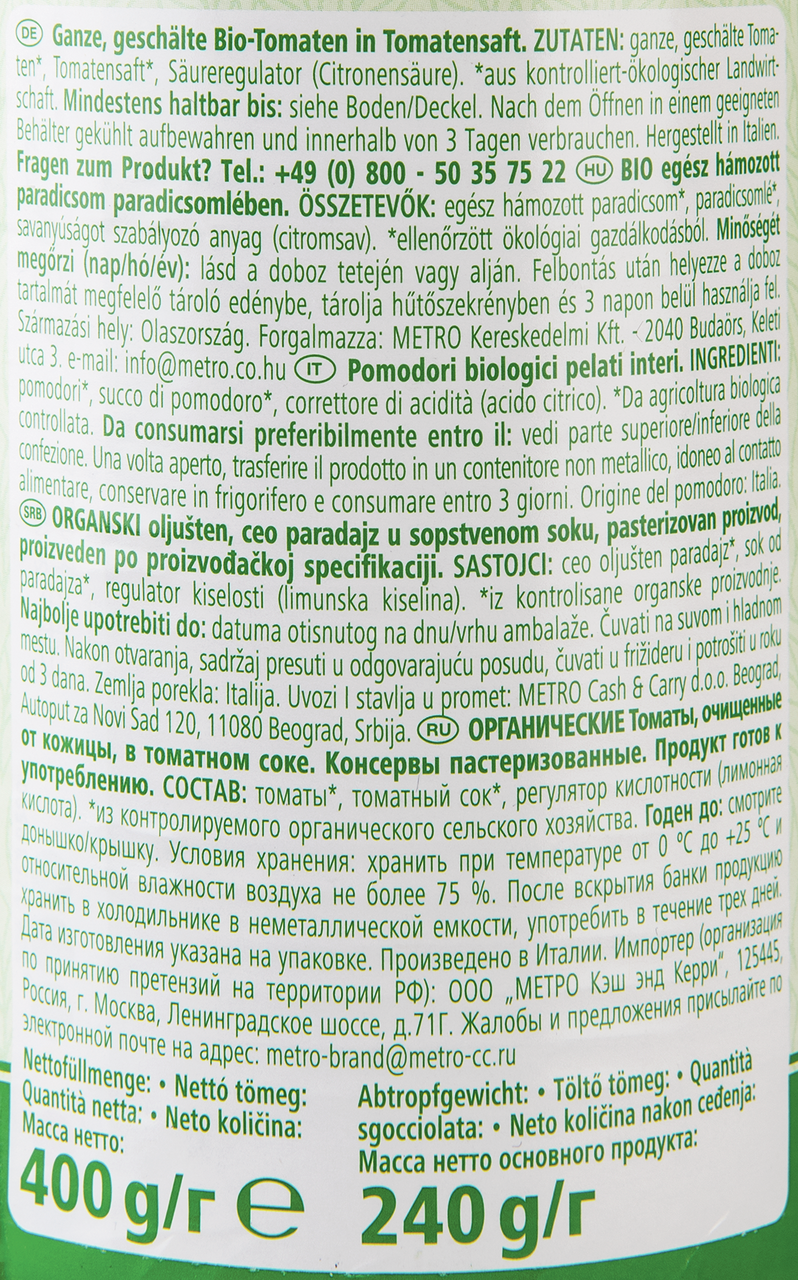 DE Ganze, geschälte Bio-Tomaten in Tomatensaft. ZUTATEN: ganze, geschälte Toma-
ten*, Tomatensaft*, Säureregulator (Citronensäure). *aus kontrolliert-ökologischer Landwirt-
schaft. Mindestens haltbar bis: siehe Boden/Deckel. Nach dem Öffnen in einem geeigneten
Behälter gekühlt aufbewahren und innerhalb von 3 Tagen verbrauchen. Hergestellt in Italien.
Fragen zum Produkt? Tel.: +49 (0) 800 - 50 35 75 22 HU BIO egész hámozott
paradicsom paradicsomlében. ÖSSZETEVŐK: egész hámozott paradicsom*, paradicsomlé*,
savanyúságot szabályozó anyag (citromsav). *ellenőrzött ökológiai gazdálkodásból. Minőségét
megőrzi (nap/hó/év): lásd a doboz tetején vagy alján. Felbontás után helyezze a doboz
tartalmát megfelelő tároló edénybe, tárolja hűtőszekrényben és 3 napon belül használja fel.
Származási hely: Olaszország. Forgalmazza: METRO Kereskedelmi Kft. - 2040 Budaörs, Keleti
utca 3. e-mail: info@metro.co.hu IT Pomodori biologici pelati interi. INGREDIENTI:
pomodori*, succo di pomodoro*, correttore di acidità (acido citrico). *Da agricoltura biologica
controllata. Da consumarsi preferibilmente entro il: vedi parte superiore/inferiore della
confezione. Una volta aperto, trasferire il prodotto in un contenitore non metallico, idoneo al contatto
alimentare, conservare in frigorifero e consumare entro 3 giorni. Origine del pomodoro: Italia.
SRB ORGANSKI oljušten, ceo paradajz u sopstvenom soku, pasterizovan proizvod,
proizveden po proizvođačkoj specifikaciji. SASTOJCI: ceo oljušten paradajz*, sok od
paradajza*, regulator kiselosti (limunska kiselina). *iz kontrolisane organske proizvodnje.
Najbolje upotrebiti do: datuma otisnutog na dnu/vrhu ambalaže. Čuvati na suvom i hladnom
mestu. Nakon otvaranja, sadržaj presuti u odgovarajuću posudu, čuvati u frižideru i potrošiti u roku
od 3 dana. Zemlja porekla: Italija. Uvozi I stavlja u promet: METRO Cash & Carry d.o.o. Beograd,
Autoput za Novi Sad 120, 11080 Beograd, Srbija. RU ОРГАНИЧЕСКИЕ Томаты, очищенные
от кожицы, в томатном соке. Консервы пастеризованные. Продукт готов к
употреблению. СОСТАВ: томаты*, томатный сок*, регулятор кислотности (лимонная
кислота). *из контролируемого органического сельского хозяйства. Годен до: смотрите
донышко/крышку. Условия хранения: хранить при температуре от 0 °C до +25 °C и
относительной влажности воздуха не более 75 %. После вскрытия банки продукцию
хранить в холодильнике в неметаллической емкости, употребить в течение трех дней.
Дата изготовления указана на упаковке. Произведено в Италии. Импортер (организация
по принятию претензий на территории РФ): ООО „МЕТРО Кэш энд Керри“, 125445,
Россия, г. Москва, Ленинградское шоссе, д.71Г. Жалобы и предложения присылайте по
электронной почте на адрес: metro-brand@metro-cc.ru
Nettofüllmenge: • Nettó tömeg:
Quantità netta: • Neto količina:
Масса нетто:
400 g/г e
Abtropfgewicht: • Töltő tömeg: • Quantità
sgocciolata: • Neto količina nakon ceđenja:
Масса нетто основного продукта:
240 g/г